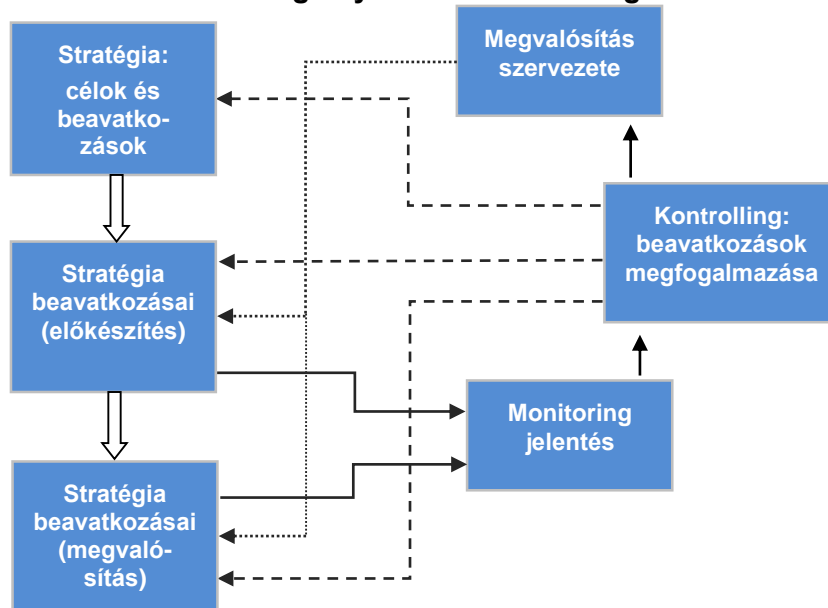 Stratégia:
célok és
beavatko-
zások
Megvalósítás
szervezete
Kontrolling:
beavatkozások
megfogalmazása
Stratégia
beavatkozásai
(előkészítés)
Monitoring
jelentés
Stratégia
beavatkozásai
(megvaló-
sítás)